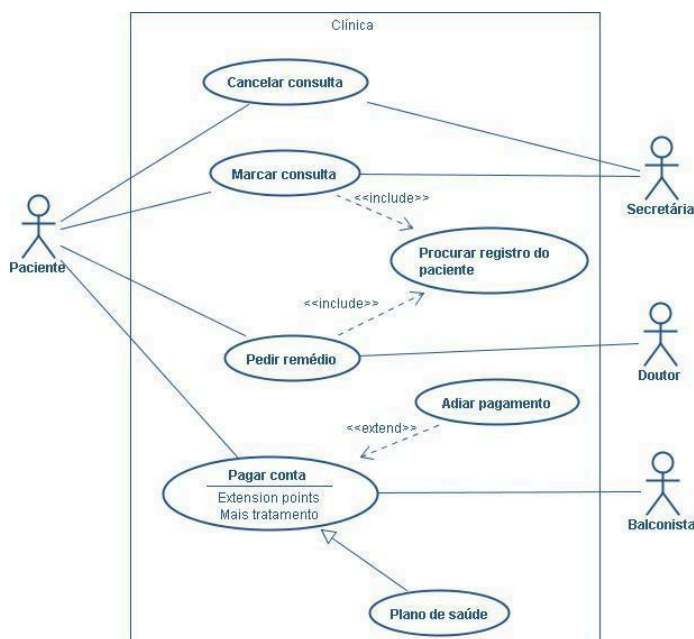 Clínica
Cancelar consulta
Marcar consulta
<<include>>
Secretária
Paciente
Procurar registro do
paciente
<<include>>
Pedir remédio
Doutor
Adiar pagamento
<<extend>>
Pagar conta
Extension points
Mais tratamento
Balconista
Plano de saúde